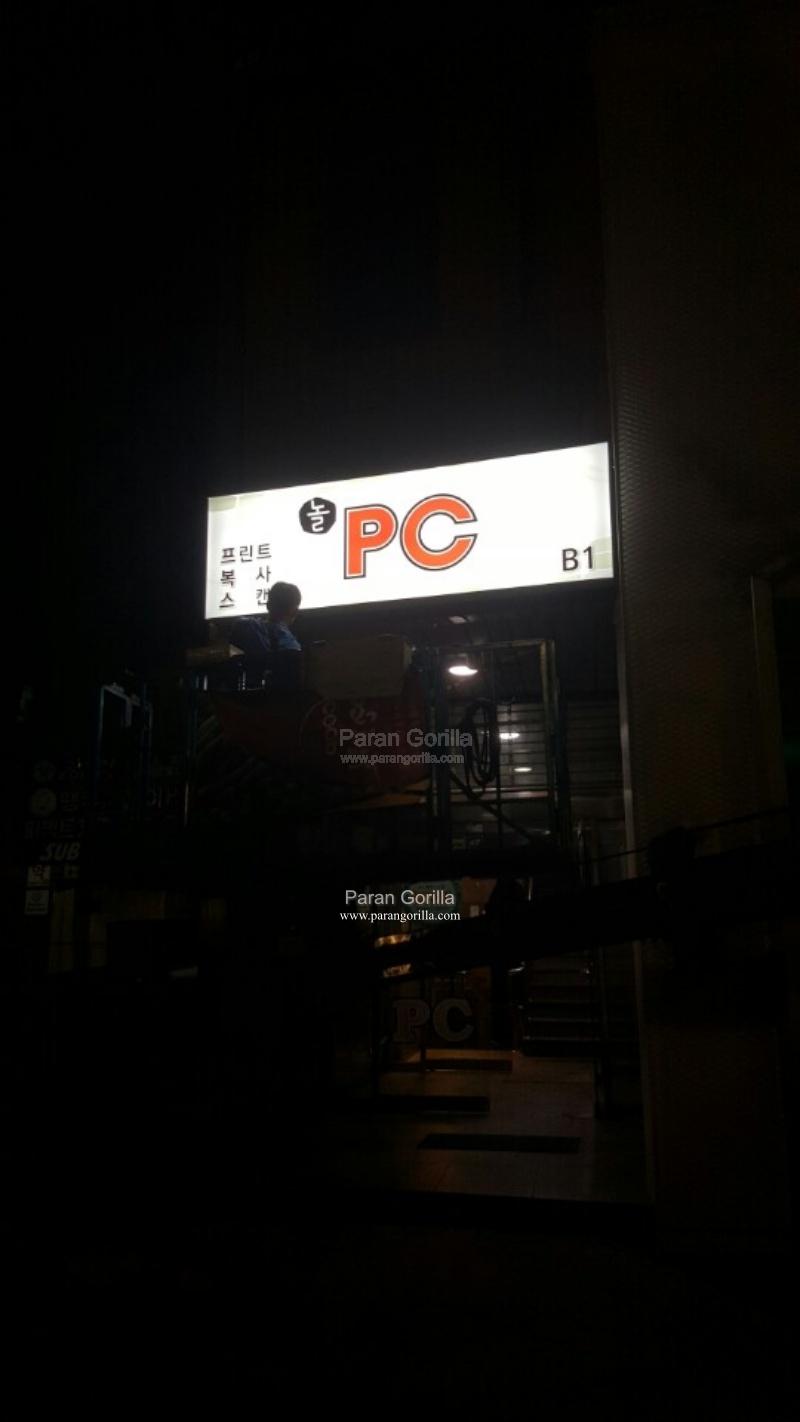 놀 PC
프린트
복 사
스 캔
B1
Paran Gorilla
www.parangorilla.com
SUB
Paran Gorilla
www.parangorilla.com
PC